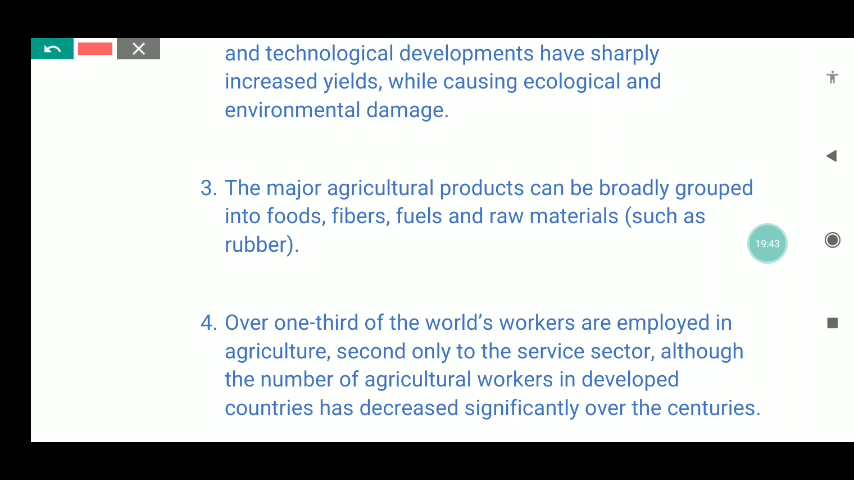 and technological developments have sharply
increased yields, while causing ecological and
environmental damage.
3. The major agricultural products can be broadly grouped
into foods, fibers, fuels and raw materials (such as
rubber).
19:43
4. Over one-third of the world’s workers are employed in
agriculture, second only to the service sector, although
the number of agricultural workers in developed
countries has decreased significantly over the centuries.